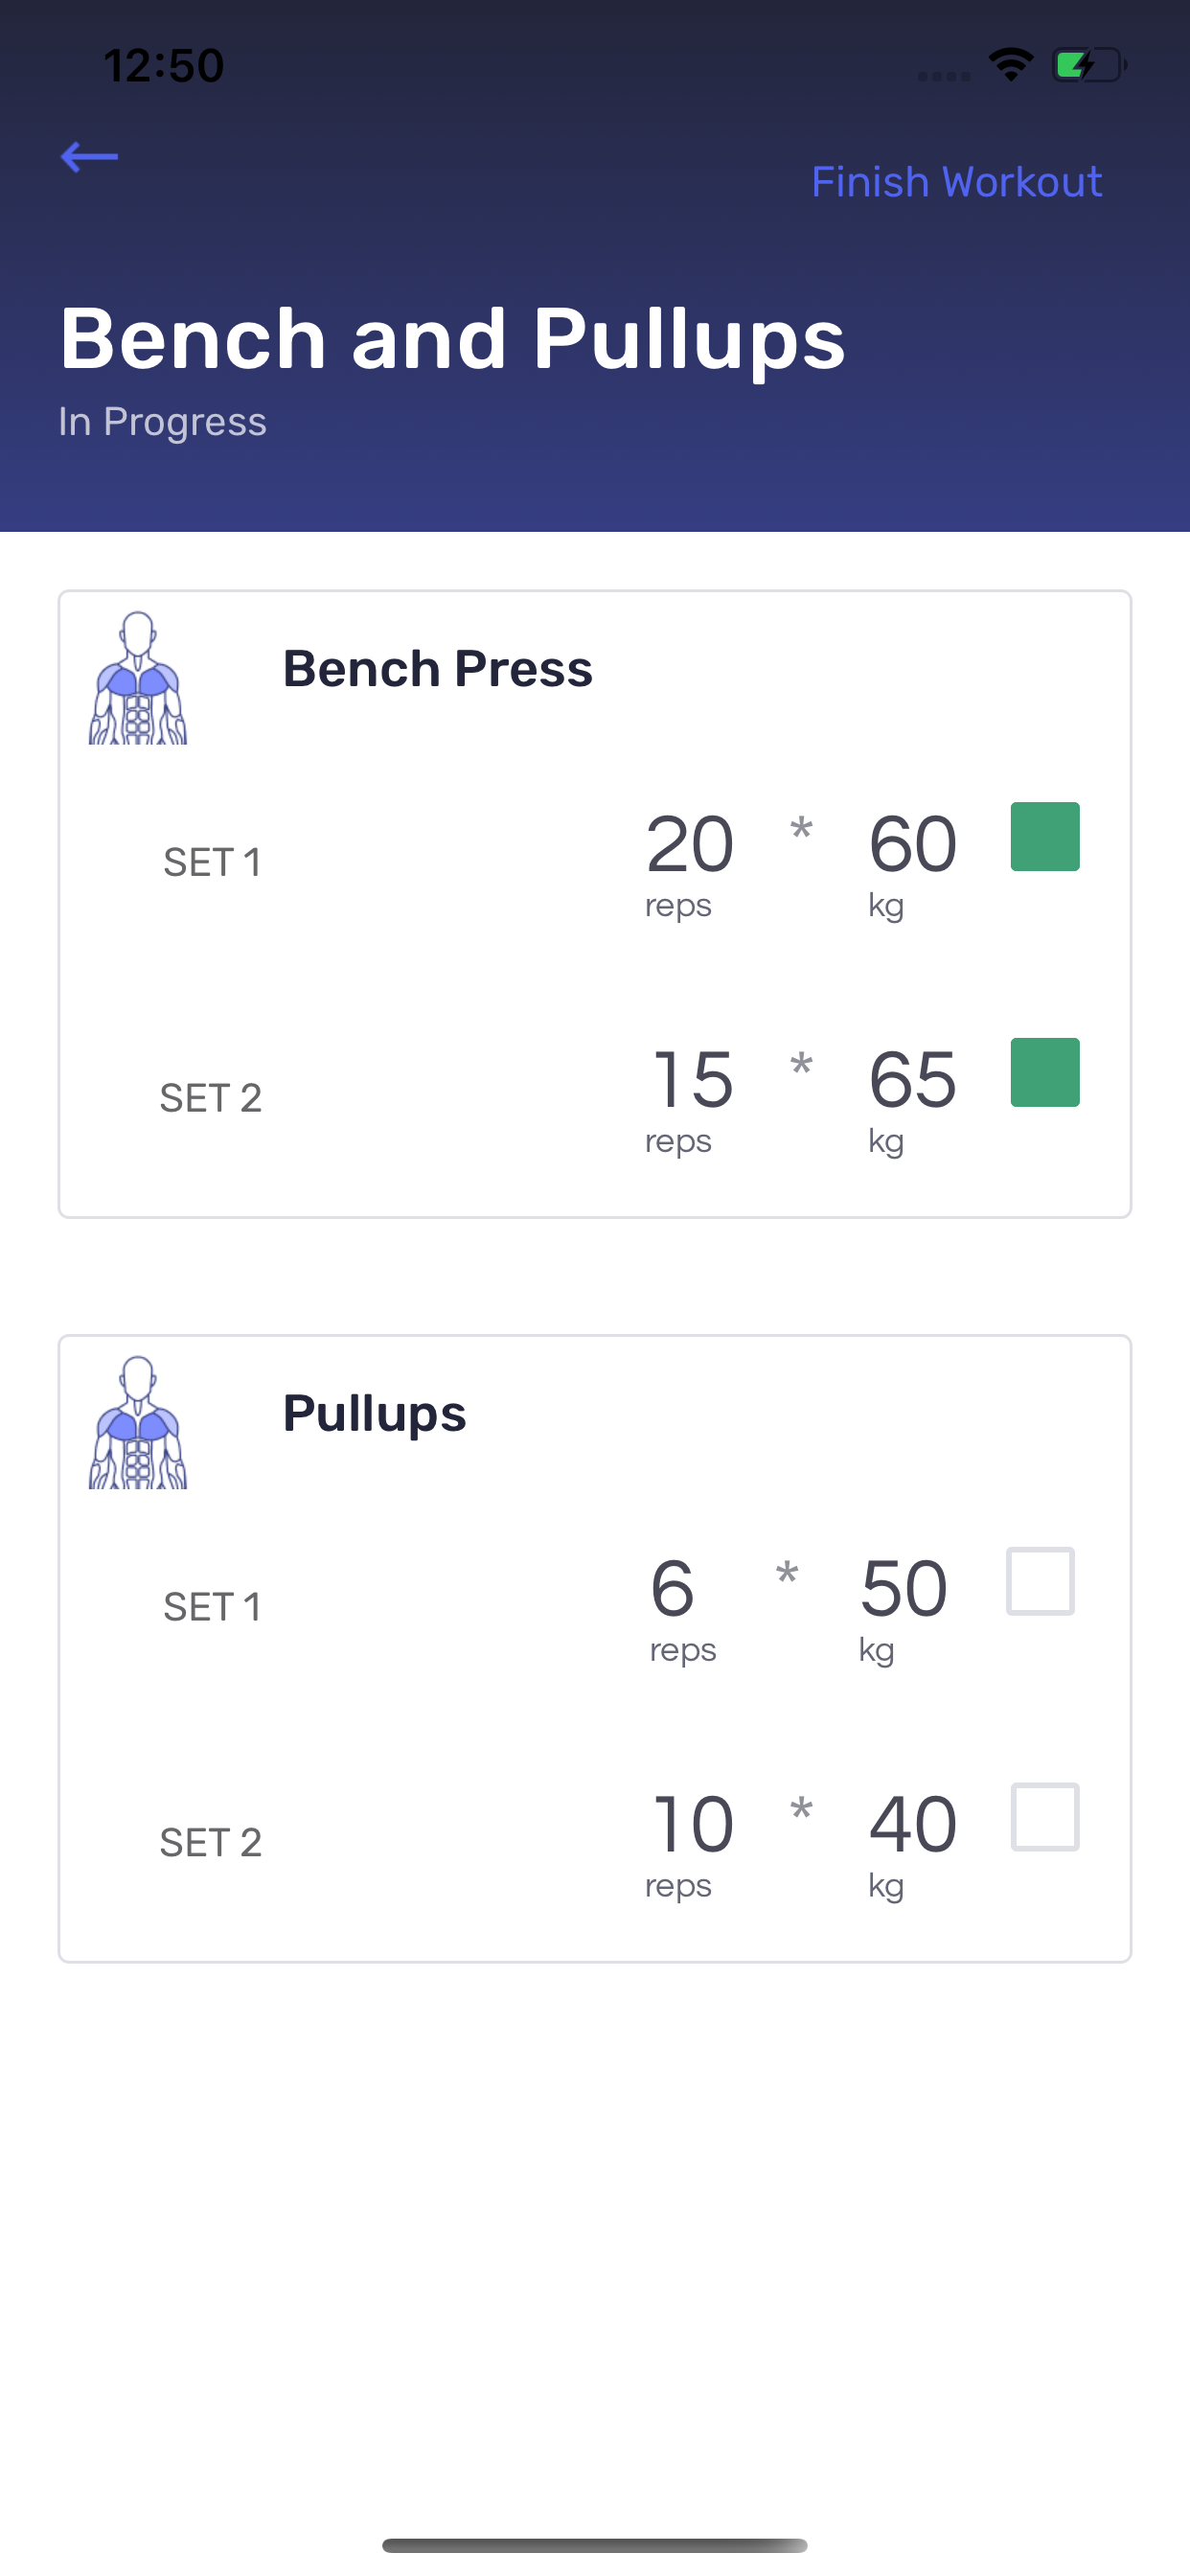 12:50
Finish Workout
Bench and Pullups
In Progress
Bench Press
SET 1 20 * 60
reps kg
SET 2 15 * 65
reps kg
Pullups
SET 1 6 * 50
reps kg
SET 2 10 * 40
reps kg